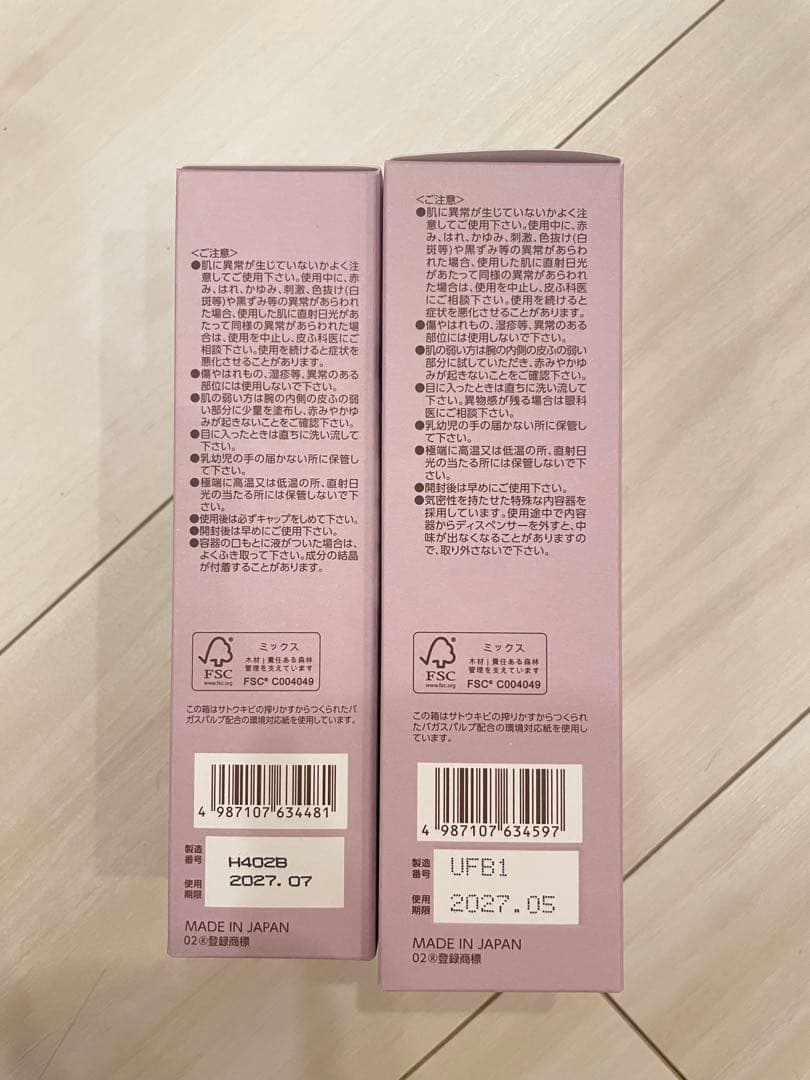 <ご注意>
●肌に異常が生じていないかよく注
意してご使用下さい。使用中に、赤
み、はれ、かゆみ、刺激、色抜け(白
斑等)や黒ずみ等の異常があらわれ
た場合、使用した肌に直射日光があ
たって同様の異常があらわれた場合
は、使用を中止し、皮ふ科医にご
相談下さい。使用を続けると症状を
悪化させることがあります。
●傷やはれもの、湿疹等、異常のある
部位には使用しないで下さい。
●肌の弱い方は腕の内側の皮ふの弱
い部分に少量を塗布し、赤みやかゆ
みが起きないことをご確認下さい。
●目に入ったときは直ちに洗い流して
下さい。
●乳幼児の手の届かない所に保管し
て下さい。
●極端に高温又は低温の所、直射日
光の当たる所には保管しないで下
さい。
●使用後は必ずキャップをしめて下さい。
●開封後は早めにご使用下さい。
●容器の口もとに液がついた場合は、
よくふき取って下さい。成分の結晶
が付着することがあります。
FSC
www.fsc.org
ミックス
木材|責任ある森林
管理を支えています
FSC® C004049
この箱はサトウキビの搾りかすからつくられたバ
ガスパルプ配合の環境対応紙を使用しています。
4 987107 634481
製造
番号
H402B
使用
期限
2027.07
MADE IN JAPAN
02®登録商標
<ご注意>
●肌に異常が生じていないかよく注
意してご使用下さい。使用中に、赤
み、はれ、かゆみ、刺激、色抜け(白
斑等)や黒ずみ等の異常があらわ
れた場合、使用した肌に直射日光
があたって同様の異常があらわれ
た場合は、使用を中止し、皮ふ科医
にご相談下さい。使用を続けると
症状を悪化させることがあります。
●傷やはれもの、湿疹等、異常のある
部位には使用しないで下さい。
●肌の弱い方は腕の内側の皮ふの弱い
部分に試していただき、赤みやかゆ
みが起きないことをご確認下さい。
●目に入ったときは直ちに洗い流して
下さい。異物感が残る場合は眼科
医にご相談下さい。
●乳幼児の手の届かない所に保管し
て下さい。
●極端に高温又は低温の所、直射日
光の当たる所には保管しないで下
さい。
●開封後は早めにご使用下さい。
●気密性を持たせた特殊な内容器を
採用しています。使用途中で内容
器からディスペンサーを外すと、中
味が出なくなることがありますの
で、取り外さないで下さい。
FSC
www.fsc.org
ミックス
木材|責任ある森林
管理を支えています
FSC® C004049
この箱はサトウキビの搾りかすからつくられ
たバガスパルプ配合の環境対応紙を使用し
ています。
4 987107 634597
製造
番号
UFB1
使用
期限
2027.05
MADE IN JAPAN
02®登録商標